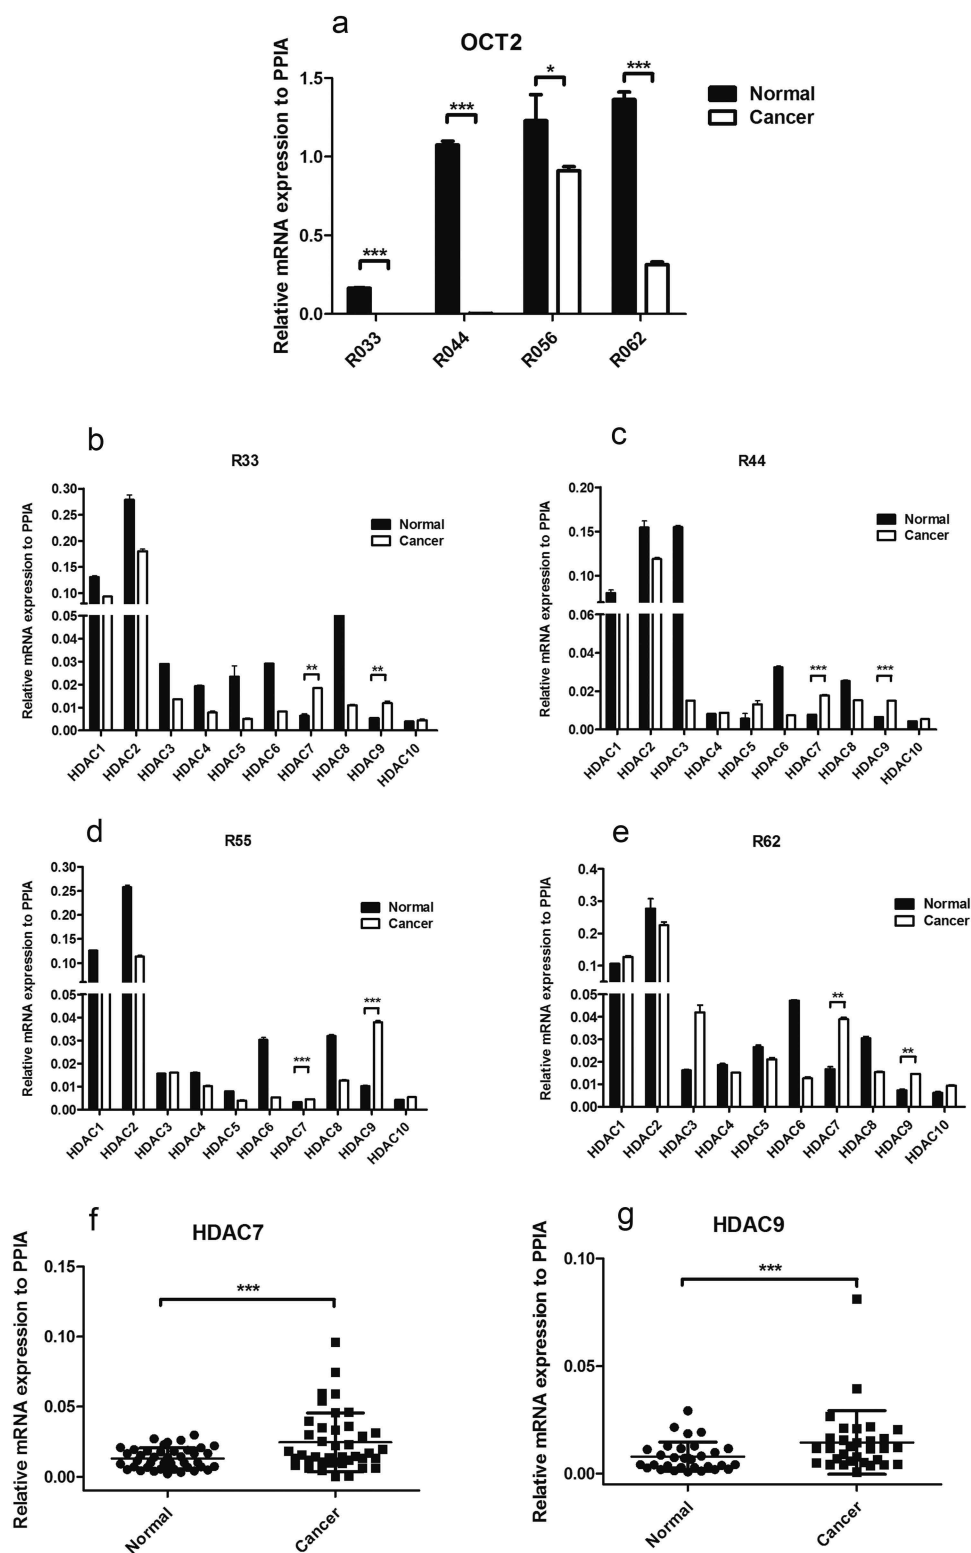 a
OCT2
Relative mRNA expression to PPIA
1.5
1.0
0.5
0.0
***
***
*
***
Normal
Cancer
R033
R044
R056
R062
b
R33
Relative mRNA expression to PPIA
0.30
0.25
0.20
0.15
0.10
0.05
0.04
0.03
0.02
0.01
0.00
Normal
Cancer
**
**
HDAC1
HDAC2
HDAC3
HDAC4
HDAC5
HDAC6
HDAC7
HDAC8
HDAC9
HDAC10
c
R44
Relative mRNA expression to PPIA
0.20
0.15
0.10
0.06
0.04
0.02
0.00
Normal
Cancer
***
***
HDAC1
HDAC2
HDAC3
HDAC4
HDAC5
HDAC6
HDAC7
HDAC8
HDAC9
HDAC10
d
R55
Relative mRNA expression to PPIA
0.30
0.25
0.20
0.15
0.10
0.05
0.04
0.03
0.02
0.01
0.00
Normal
Cancer
***
***
HDAC1
HDAC2
HDAC3
HDAC4
HDAC5
HDAC6
HDAC7
HDAC8
HDAC9
HDAC10
e
R62
Relative mRNA expression to PPIA
0.4
0.3
0.2
0.1
0.05
0.04
0.03
0.02
0.01
0.00
Normal
Cancer
**
**
HDAC1
HDAC2
HDAC3
HDAC4
HDAC5
HDAC6
HDAC7
HDAC8
HDAC9
HDAC10
f
HDAC7
Relative mRNA expression to PPIA
0.15
0.10
0.05
0.00
***
Normal
Cancer
g
HDAC9
Relative mRNA expression to PPIA
0.10
0.05
0.00
***
Normal
Cancer